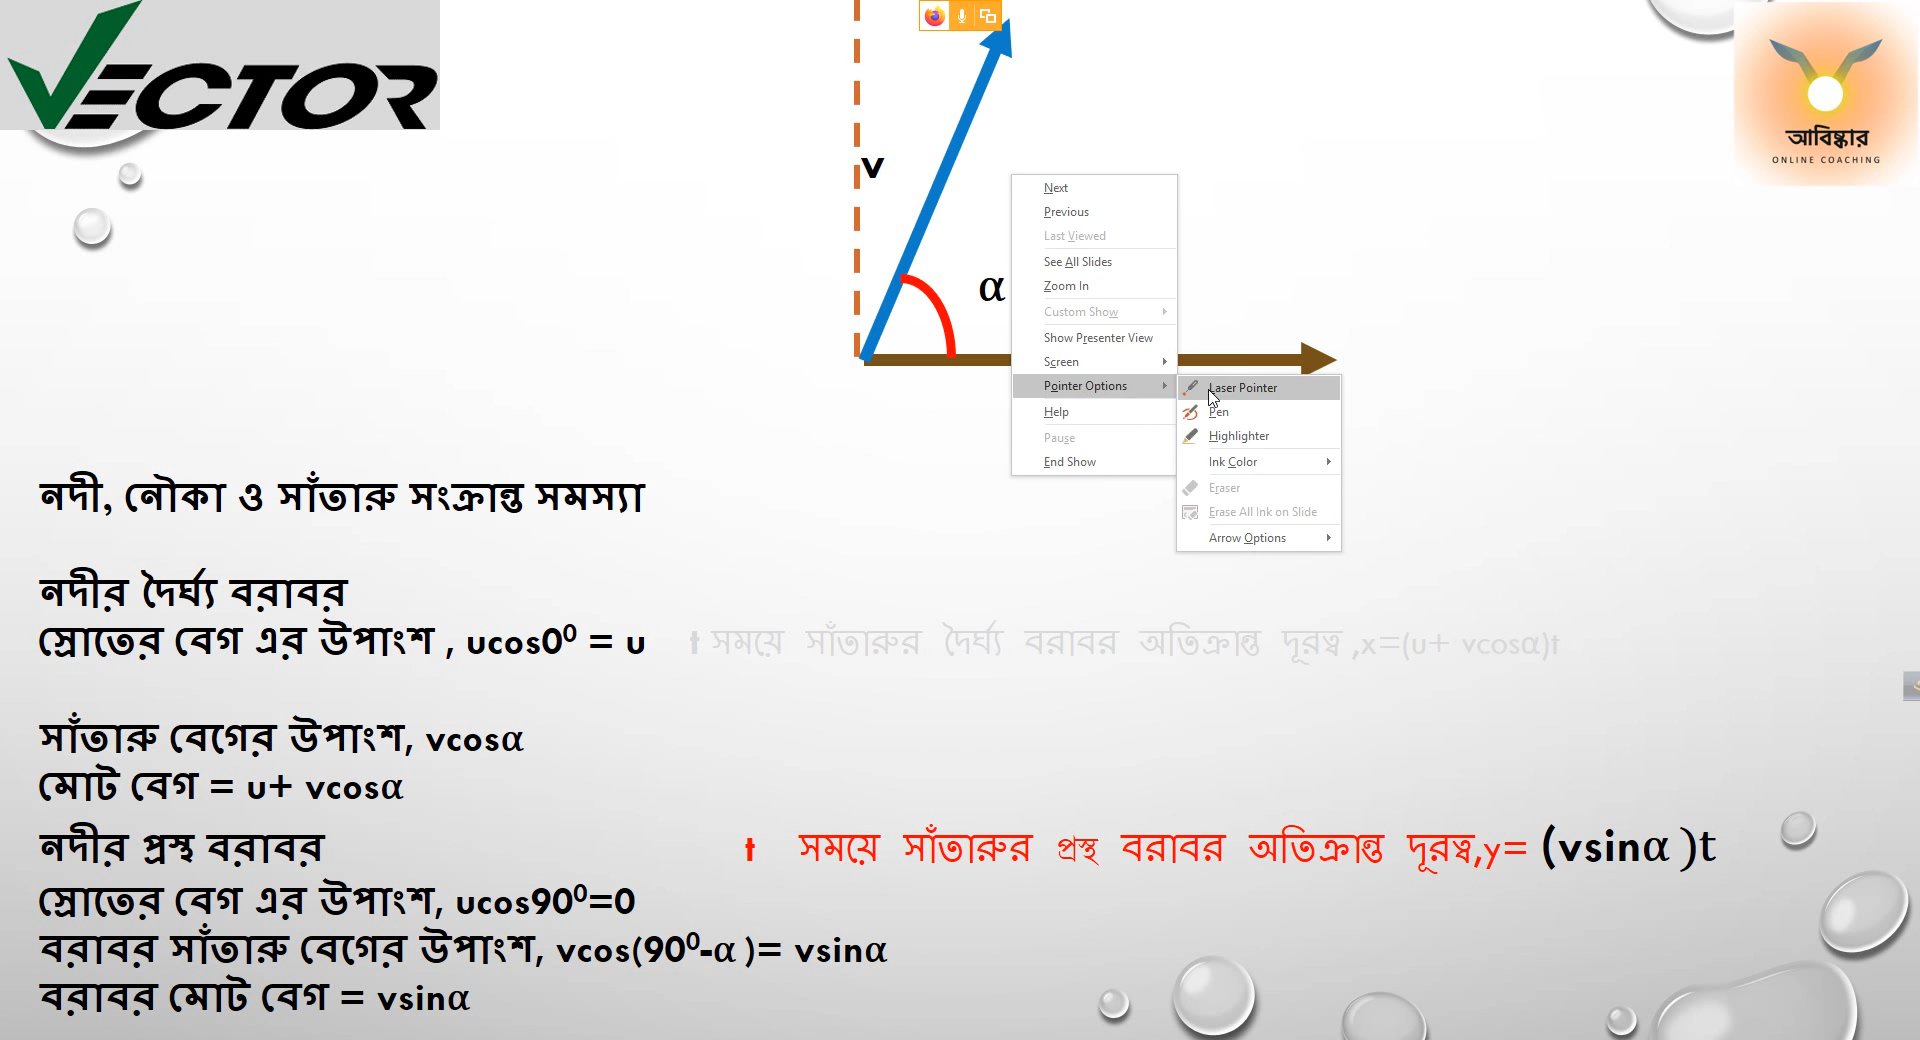 VECTOR
v
α
আবিষ্কার
ONLINE COACHING
Next
Previous
Last Viewed
See All Slides
Zoom In
Custom Show
Show Presenter View
Screen
Pointer Options
Help
Pause
End Show
Laser Pointer
Pen
Highlighter
Ink Color
Eraser
Erase All Ink on Slide
Arrow Options
নদী, নৌকা ও সাঁতারু সংক্রান্ত সমস্যা
নদীর দৈর্ঘ্য বরাবর
স্রোতের বেগ এর উপাংশ , ucos0⁰ = u
t সময়ে সাঁতারুর দৈর্ঘ্য বরাবর অতিক্রান্ত দূরত্ব ,x=(u+ vcosα)t
সাঁতারু বেগের উপাংশ, vcosα
মোট বেগ = u+ vcosα
নদীর প্রস্থ বরাবর
t সময়ে সাঁতারুর প্রস্থ বরাবর অতিক্রান্ত দূরত্ব,y= (vsinα )t
স্রোতের বেগ এর উপাংশ, ucos90⁰=0
বরাবর সাঁতারু বেগের উপাংশ, vcos(90⁰-α )= vsinα
বরাবর মোট বেগ = vsinα